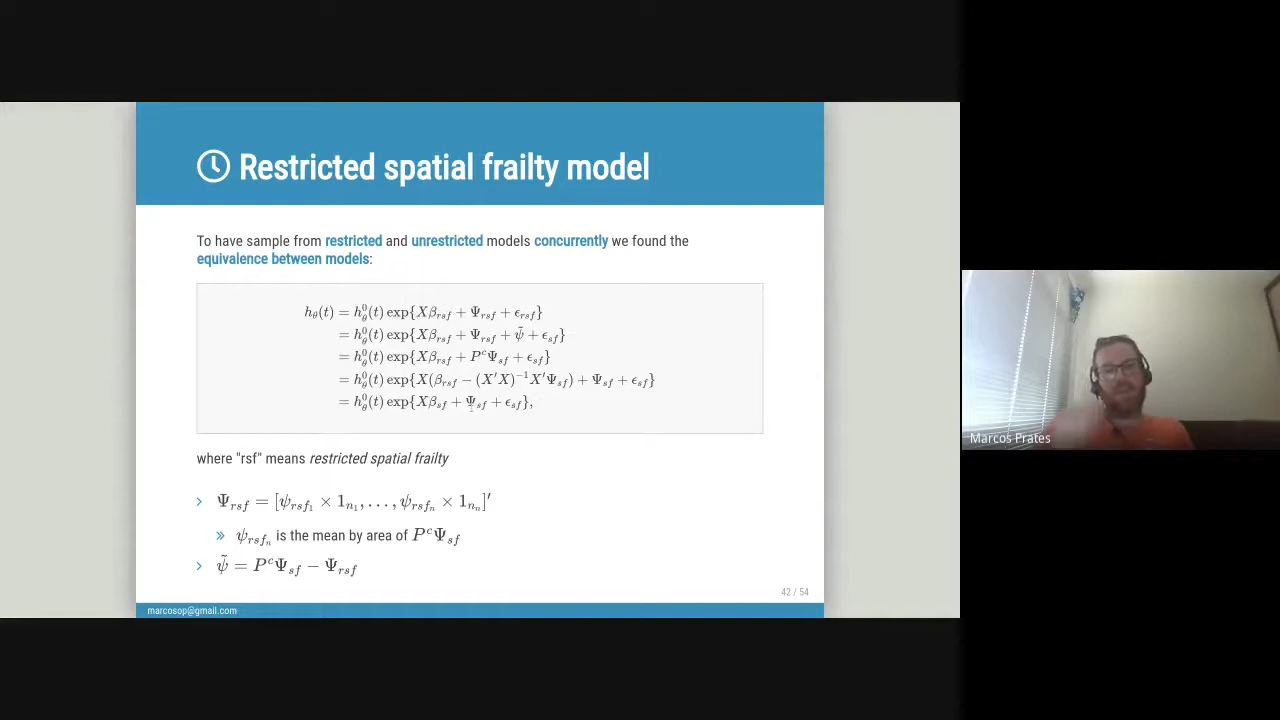 Restricted spatial frailty model
To have sample from restricted and unrestricted models concurrently we found the
equivalence between models:
h_θ(t) = h_θ^0(t) exp{Xβ_rsf + Ψ_rsf + ϵ_rsf}
= h_θ^0(t) exp{Xβ_rsf + Ψ_rsf + ψ̃ + ϵ_sf}
= h_θ^0(t) exp{Xβ_rsf + P^cΨ_sf + ϵ_sf}
= h_θ^0(t) exp{X(β_rsf − (X′X)^−1X′Ψ_sf) + Ψ_sf + ϵ_sf}
= h_θ^0(t) exp{Xβ_sf + Ψ_sf + ϵ_sf},
where "rsf" means restricted spatial frailty
Ψ_rsf = [ψ_rsf_1 × 1_n_1, …, ψ_rsf_n × 1_n_n]′
ψ_rsf_n is the mean by area of P^cΨ_sf
ψ̃ = P^cΨ_sf − Ψ_rsf
42 / 54
marcosop@gmail.com
Marcos Prates